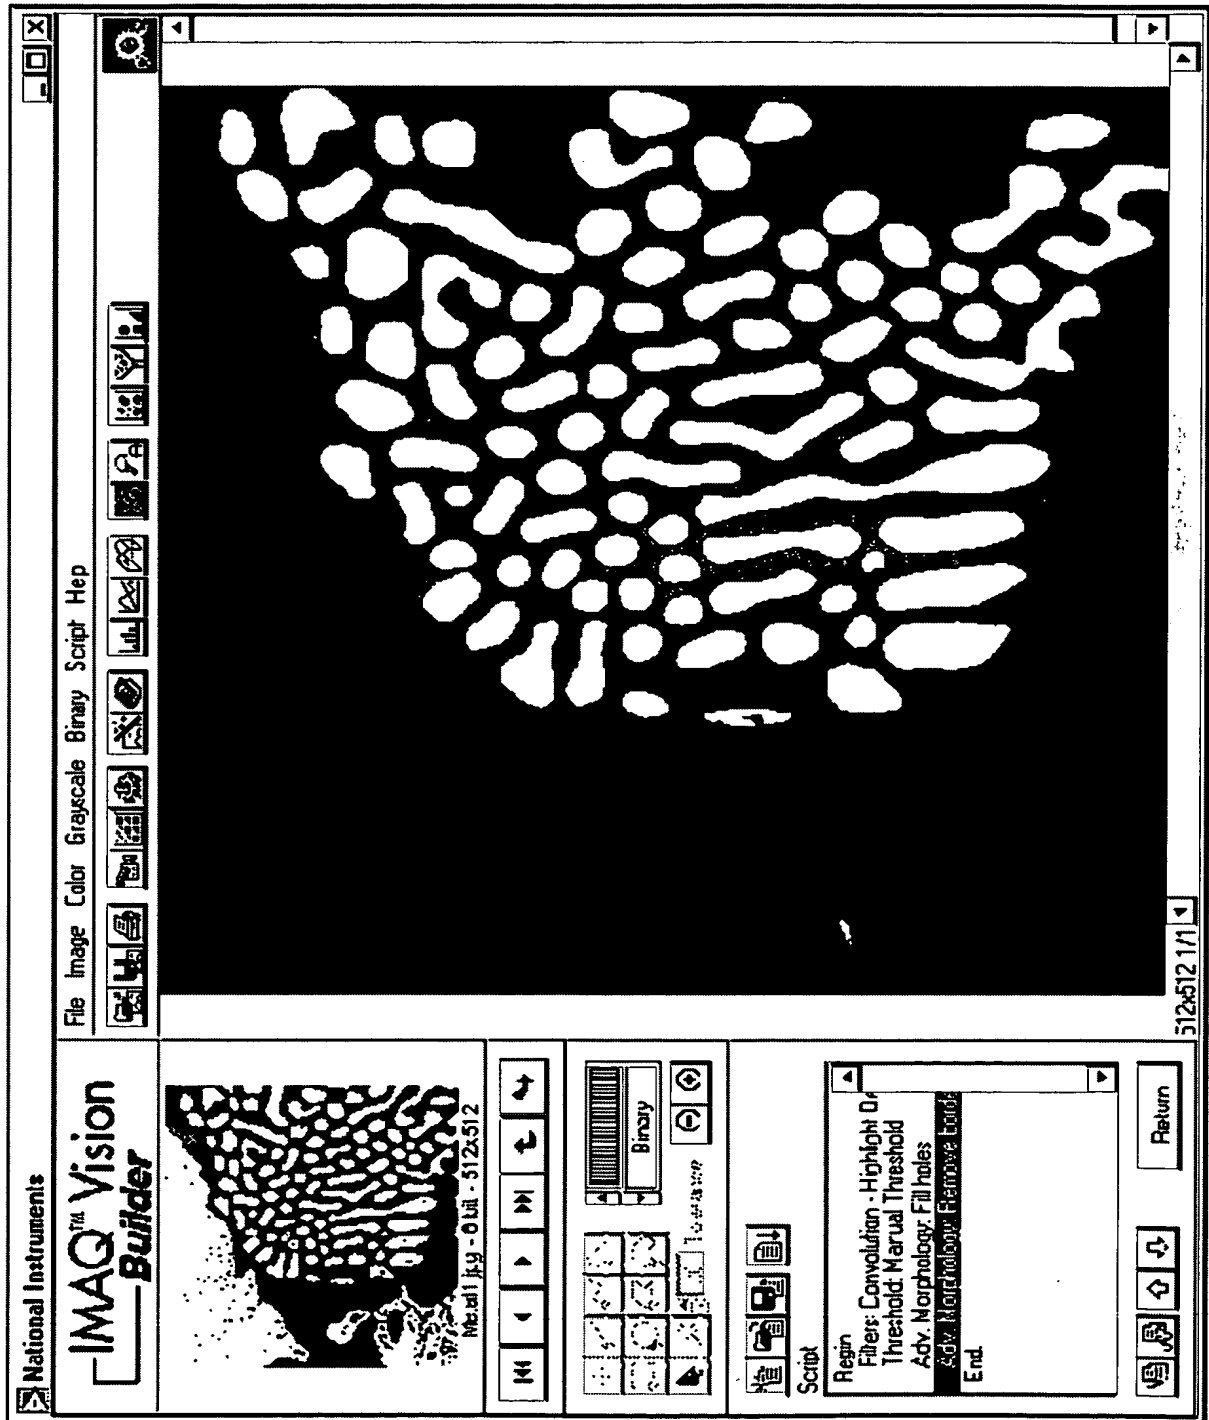 National Instruments
IMAQ™ Vision
Builder
File Image Color Grayscale Binary Script Hep
512x512
Binary
Script
Begin
Filters: Convolution - Highlight
Threshold: Manual Threshold
Adv. Morphology: Fill holes
Adv. Morphology: Remove
End.
Return
512x512 1/1